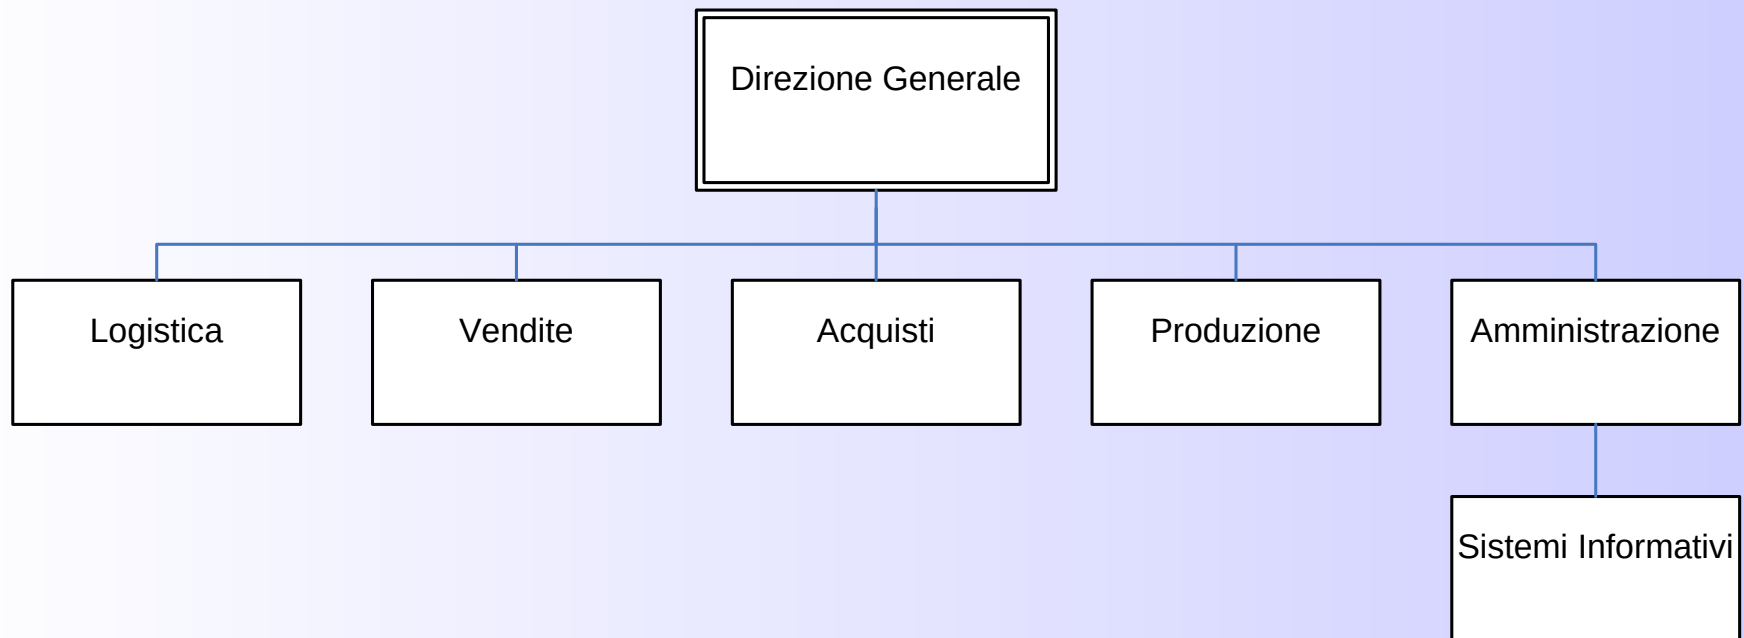 Direzione Generale
Logistica
Vendite
Acquisti
Produzione
Amministrazione
Sistemi Informativi